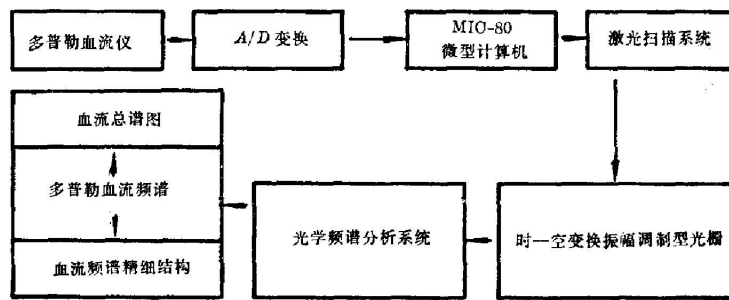 多普勒血流仪
A/D 变换
MIC-80
微型计算机
激光扫描系统
血流总谱图
多普勒血流频谱
血流频谱精细结构
光学频谱分析系统
时--空变换振幅调制型光栅